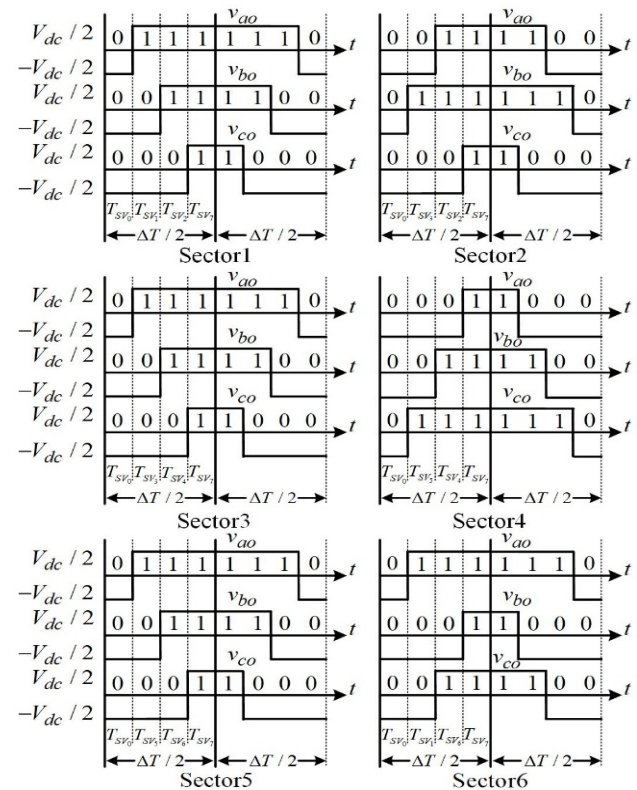 v_ao
V_dc / 2 0 1 1 1 1 1 1 0 t
−V_dc / 2
v_bo
V_dc / 2 0 0 1 1 1 1 0 0 t
−V_dc / 2
v_co
V_dc / 2 0 0 0 1 1 0 0 0 t
−V_dc / 2
T_SV0 T_SV1 T_SV2 T_SV7
ΔT / 2 ΔT / 2
Sector1
v_ao
0 0 1 1 1 1 0 0 t
v_bo
0 1 1 1 1 1 1 0 t
v_co
0 0 0 1 1 0 0 0 t
T_SV0 T_SV3 T_SV2 T_SV7
ΔT / 2 ΔT / 2
Sector2
v_ao
V_dc / 2 0 1 1 1 1 1 1 0 t
−V_dc / 2
v_bo
V_dc / 2 0 0 1 1 1 1 0 0 t
−V_dc / 2
v_co
V_dc / 2 0 0 0 1 1 0 0 0 t
−V_dc / 2
T_SV0 T_SV3 T_SV4 T_SV7
ΔT / 2 ΔT / 2
Sector3
v_ao
0 0 0 1 1 0 0 0 t
v_bo
0 0 1 1 1 1 0 0 t
v_co
0 1 1 1 1 1 1 0 t
T_SV0 T_SV5 T_SV4 T_SV7
ΔT / 2 ΔT / 2
Sector4
v_ao
V_dc / 2 0 1 1 1 1 1 1 0 t
−V_dc / 2
v_bo
V_dc / 2 0 0 1 1 1 1 0 0 t
−V_dc / 2
v_co
V_dc / 2 0 0 0 1 1 0 0 0 t
−V_dc / 2
T_SV0 T_SV5 T_SV6 T_SV7
ΔT / 2 ΔT / 2
Sector5
v_ao
0 1 1 1 1 1 1 0 t
v_bo
0 0 0 1 1 0 0 0 t
v_co
0 0 1 1 1 1 0 0 t
T_SV0 T_SV1 T_SV6 T_SV7
ΔT / 2 ΔT / 2
Sector6